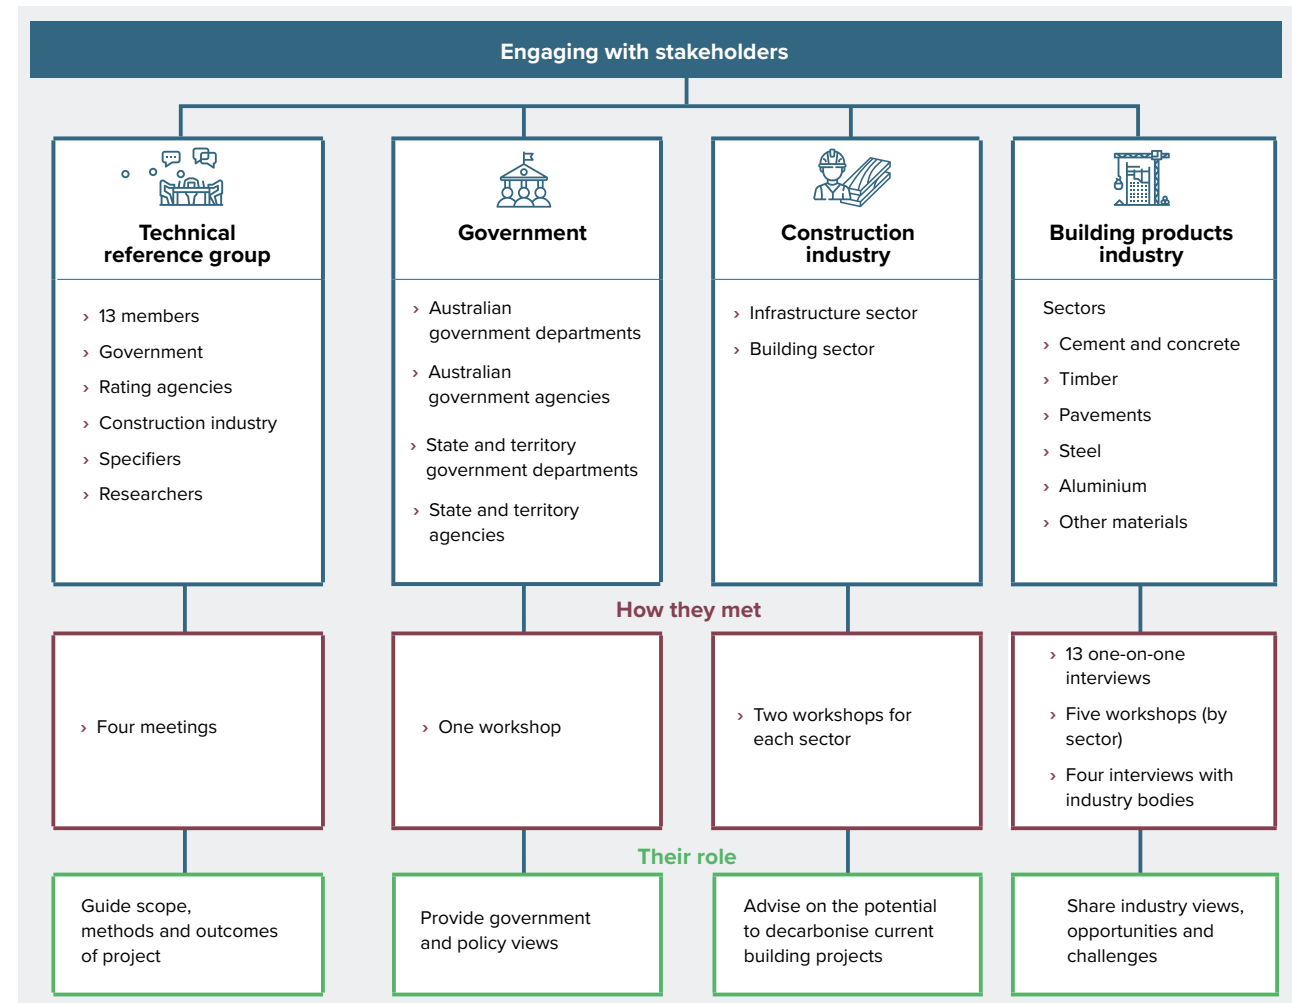 Engaging with stakeholders
Technical
reference group
› 13 members
› Government
› Rating agencies
› Construction industry
› Specifiers
› Researchers
Government
› Australian
government departments
› Australian
government agencies
› State and territory
government departments
› State and territory
agencies
Construction
industry
› Infrastructure sector
› Building sector
Building products
industry
Sectors
› Cement and concrete
› Timber
› Pavements
› Steel
› Aluminium
› Other materials
How they met
› Four meetings
› One workshop
› Two workshops for
each sector
› 13 one-on-one
interviews
› Five workshops (by
sector)
› Four interviews with
industry bodies
Their role
Guide scope,
methods and outcomes
of project
Provide government
and policy views
Advise on the potential
to decarbonise current
building projects
Share industry views,
opportunities and
challenges